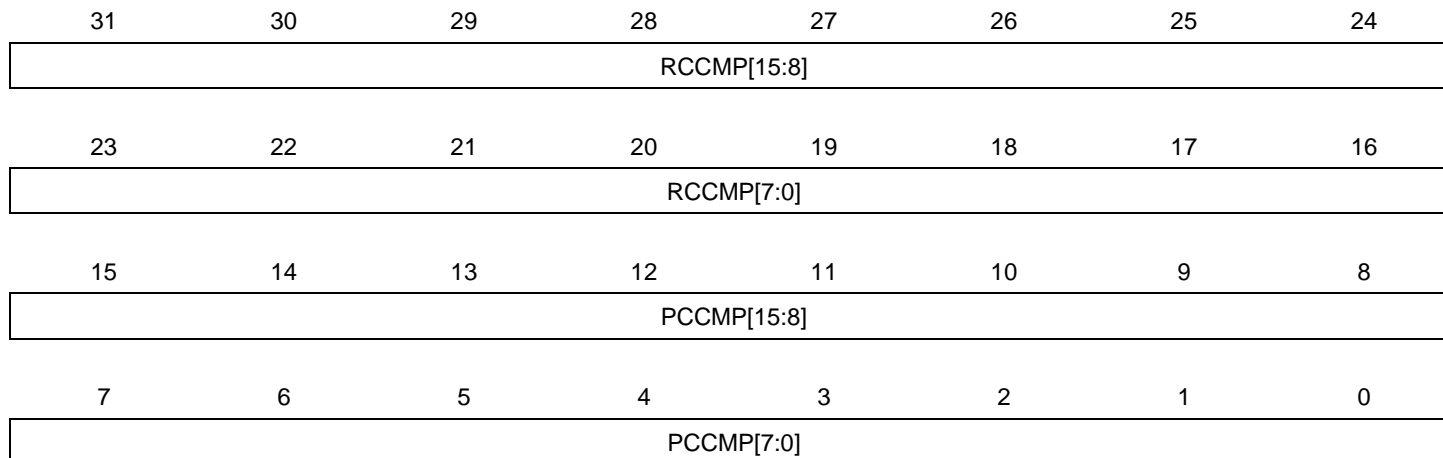 31 30 29 28 27 26 25 24
RCCMP[15:8]
23 22 21 20 19 18 17 16
RCCMP[7:0]
15 14 13 12 11 10 9 8
PCCMP[15:8]
7 6 5 4 3 2 1 0
PCCMP[7:0]